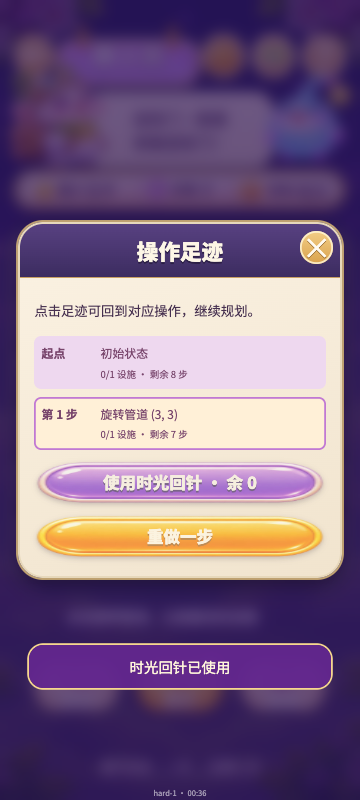 操作足迹
点击足迹可回到对应操作，继续规划。
起点 初始状态
0/1 设施 · 剩余 8 步
第 1 步 旋转管道 (3, 3)
0/1 设施 · 剩余 7 步
使用时光回针 · 余 0
重做一步
时光回针已使用
hard-1 · 00:36